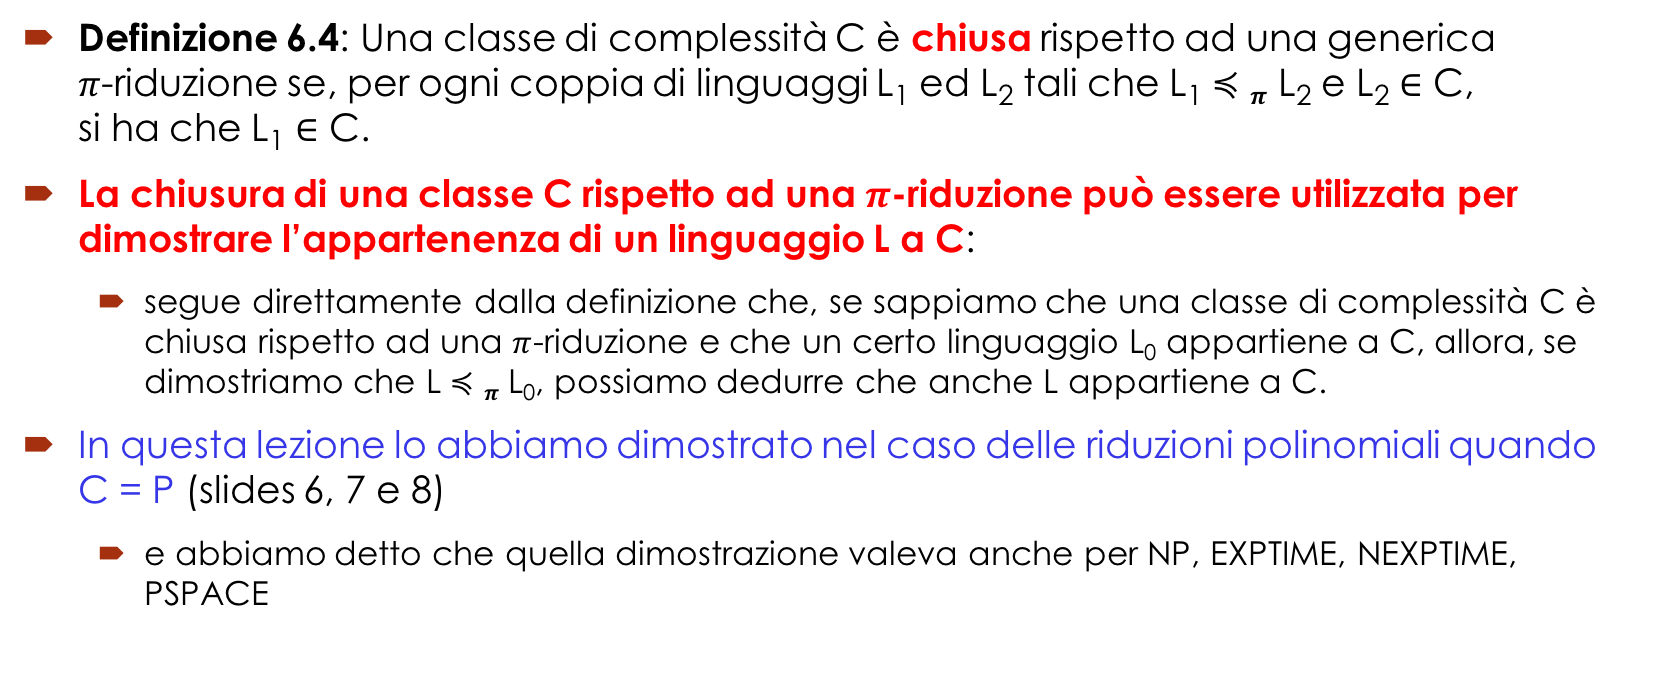 Definizione 6.4: Una classe di complessità C è chiusa rispetto ad una generica
π-riduzione se, per ogni coppia di linguaggi L₁ ed L₂ tali che L₁ ≼ π L₂ e L₂ ∈ C,
si ha che L₁ ∈ C.
La chiusura di una classe C rispetto ad una π-riduzione può essere utilizzata per
dimostrare l’appartenenza di un linguaggio L a C:
segue direttamente dalla definizione che, se sappiamo che una classe di complessità C è
chiusa rispetto ad una π-riduzione e che un certo linguaggio L₀ appartiene a C, allora, se
dimostriamo che L ≼ π L₀, possiamo dedurre che anche L appartiene a C.
In questa lezione lo abbiamo dimostrato nel caso delle riduzioni polinomiali quando
C = P (slides 6, 7 e 8)
e abbiamo detto che quella dimostrazione valeva anche per NP, EXPTIME, NEXPTIME,
PSPACE